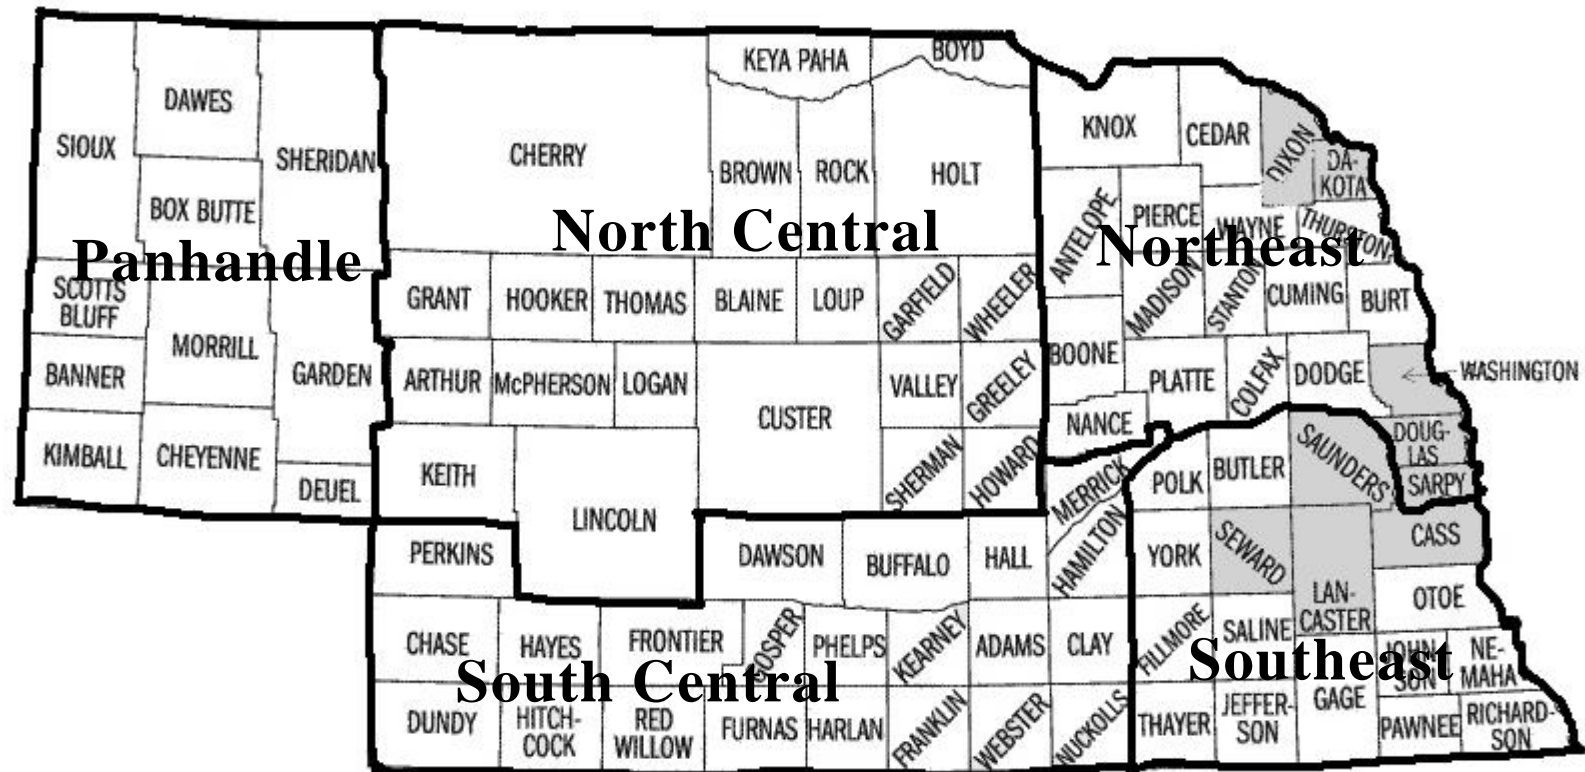 SIOUX
DAWES
SHERIDAN
BOX BUTTE
Panhandle
SCOTTS
BLUFF
MORRILL
BANNER
GARDEN
KIMBALL
CHEYENNE
DEUEL
KEYA PAHA
BOYD
CHERRY
BROWN
ROCK
HOLT
North Central
GRANT
HOOKER
THOMAS
BLAINE
LOUP
GARFIELD
WHEELER
ARTHUR
McPHERSON
LOGAN
CUSTER
VALLEY
GREELEY
KEITH
LINCOLN
SHERMAN
HOWARD
KNOX
CEDAR
DIXON
DA-
KOTA
ANTELOPE
PIERCE
WAYNE
THURSTON
Northeast
MADISON
STANTON
CUMING
BURT
BOONE
PLATTE
COLFAX
DODGE
WASHINGTON
NANCE
DOUG-
LAS
SARPY
PERKINS
DAWSON
BUFFALO
HALL
MERRICK
HAMILTON
CHASE
HAYES
FRONTIER
GOSPER
PHELPS
KEARNEY
ADAMS
CLAY
South Central
DUNDY
HITCH-
COCK
RED
WILLOW
FURNAS
HARLAN
FRANKLIN
WEBSTER
NUCKOLLS
POLK
BUTLER
SAUNDERS
YORK
SEWARD
CASS
LAN-
CASTER
OTOE
FILLMORE
SALINE
Southeast
JOHN-
SON
NE-
MAHA
THAYER
JEFFER-
SON
GAGE
PAWNEE
RICHARD-
SON